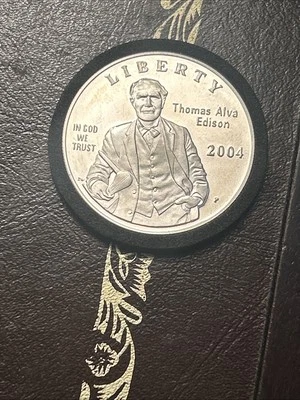 LIBERTY
Thomas Alva
Edison
IN GOD
WE
TRUST
2004
P